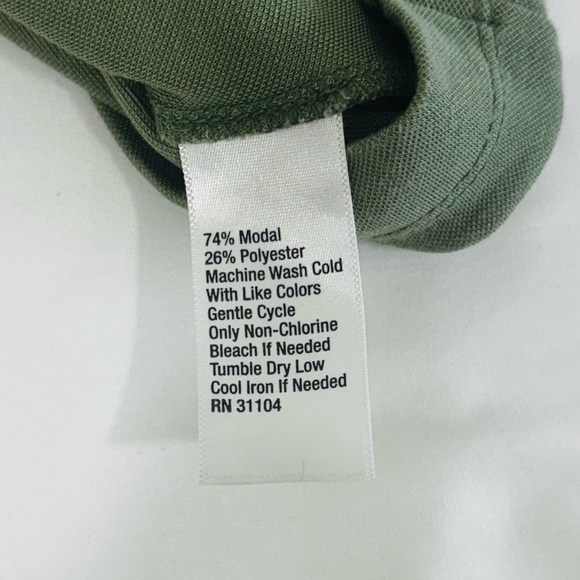 74% Modal
26% Polyester
Machine Wash Cold
With Like Colors
Gentle Cycle
Only Non-Chlorine
Bleach If Needed
Tumble Dry Low
Cool Iron If Needed
RN 31104